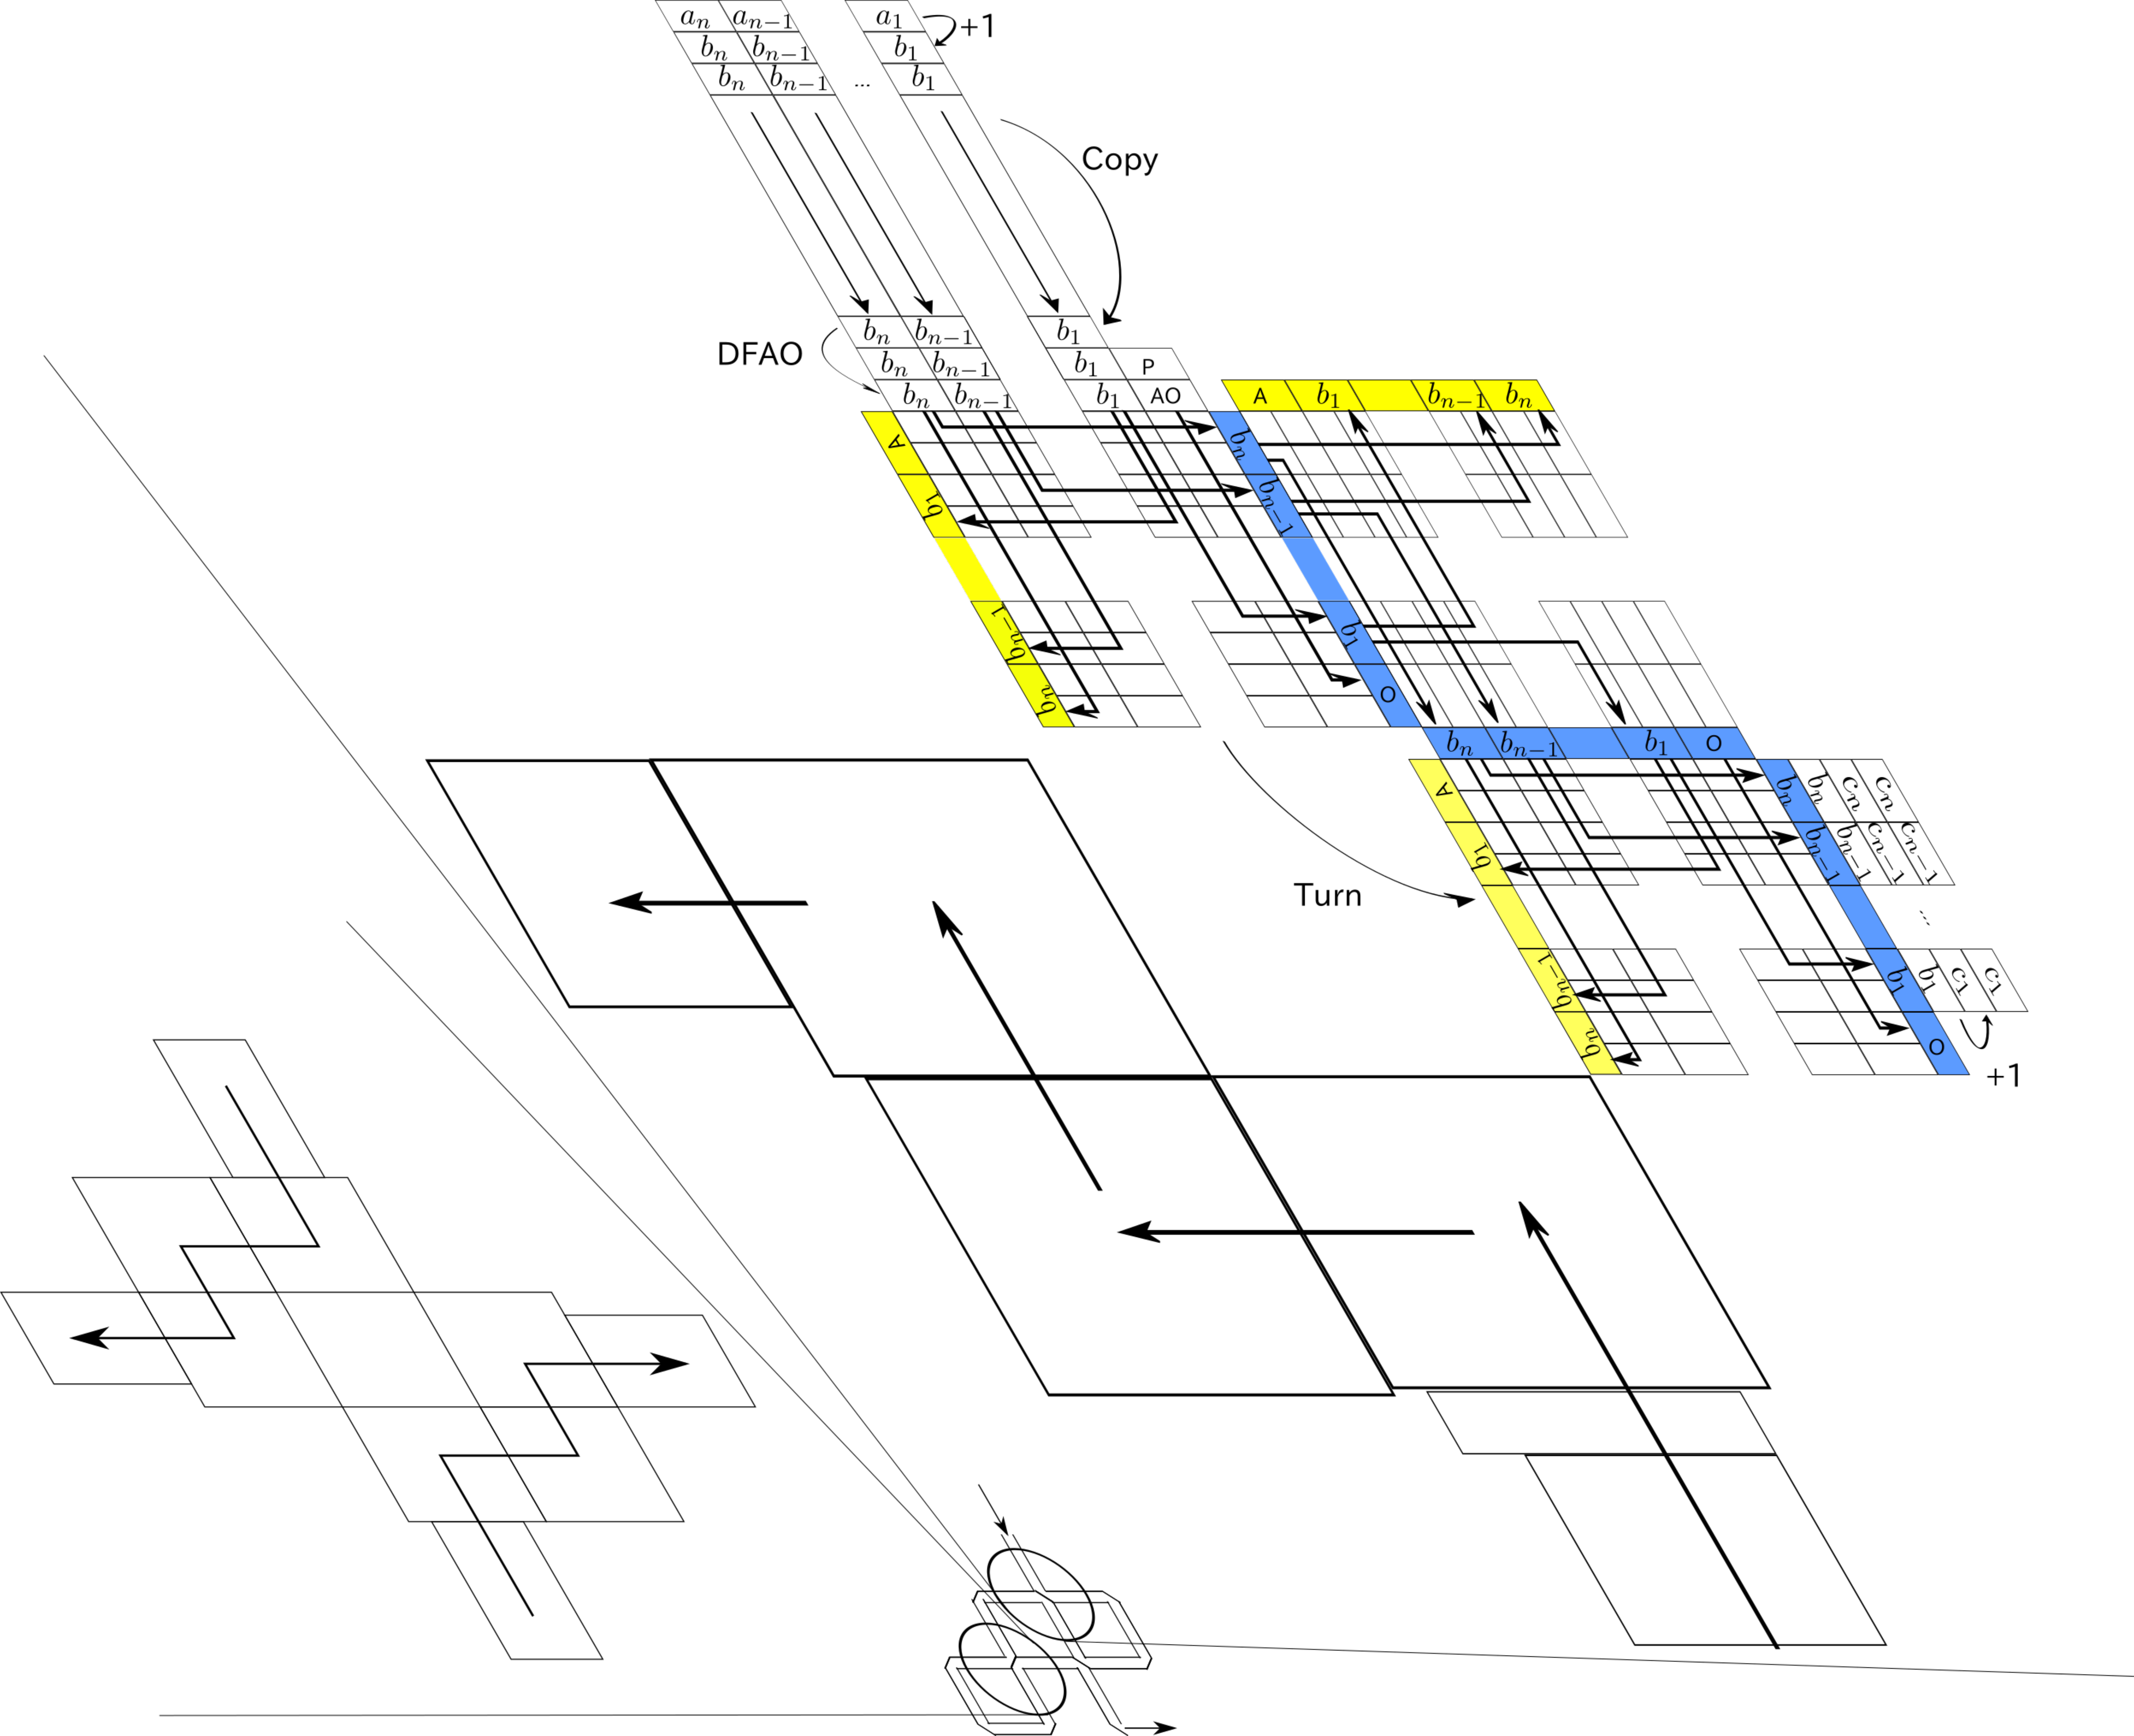 aₙ aₙ₋₁ a₁ +1
bₙ bₙ₋₁ b₁
bₙ bₙ₋₁ ... b₁
Copy
bₙ bₙ₋₁ b₁
DFAO
bₙ bₙ₋₁ b₁ P
bₙ bₙ₋₁ b₁ AO A b₁ bₙ₋₁ bₙ
A bₙ
b₁ bₙ₋₁
bₙ₋₁ b₁
bₙ O
bₙ bₙ₋₁ b₁ O
A bₙ bₙ cₙ cₙ
b₁ bₙ₋₁ bₙ₋₁ cₙ₋₁ cₙ₋₁
Turn
...
bₙ₋₁ b₁ b₁ c₁ c₁
bₙ O
+1